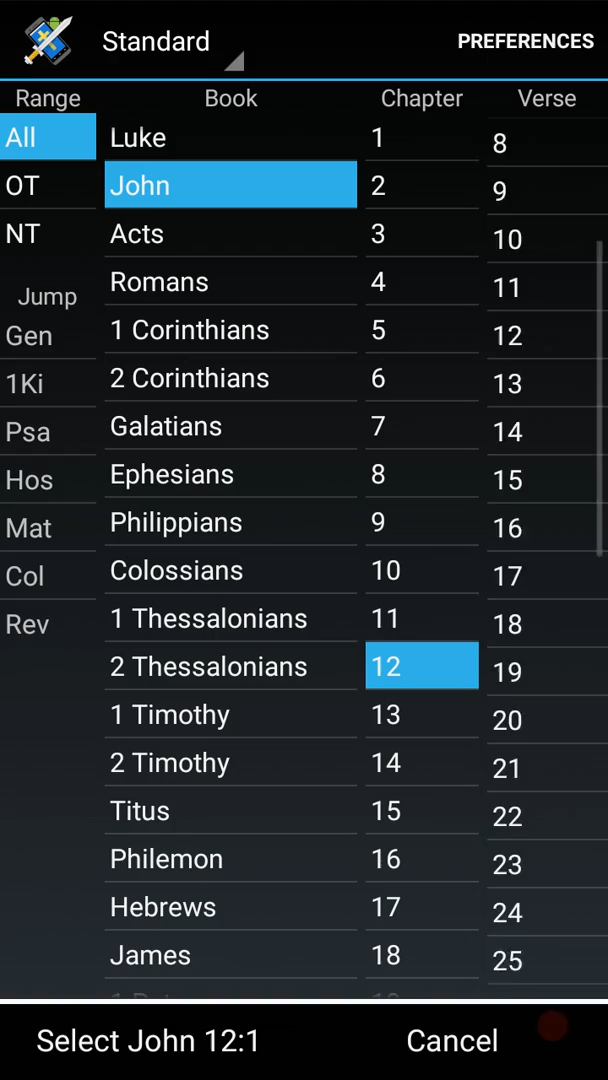 Standard
PREFERENCES
Range
Book
Chapter
Verse
All
OT
NT
Jump
Gen
1Ki
Psa
Hos
Mat
Col
Rev
Luke
John
Acts
Romans
1 Corinthians
2 Corinthians
Galatians
Ephesians
Philippians
Colossians
1 Thessalonians
2 Thessalonians
1 Timothy
2 Timothy
Titus
Philemon
Hebrews
James
1
2
3
4
5
6
7
8
9
10
11
12
13
14
15
16
17
18
8
9
10
11
12
13
14
15
16
17
18
19
20
21
22
23
24
25
Select John 12:1
Cancel